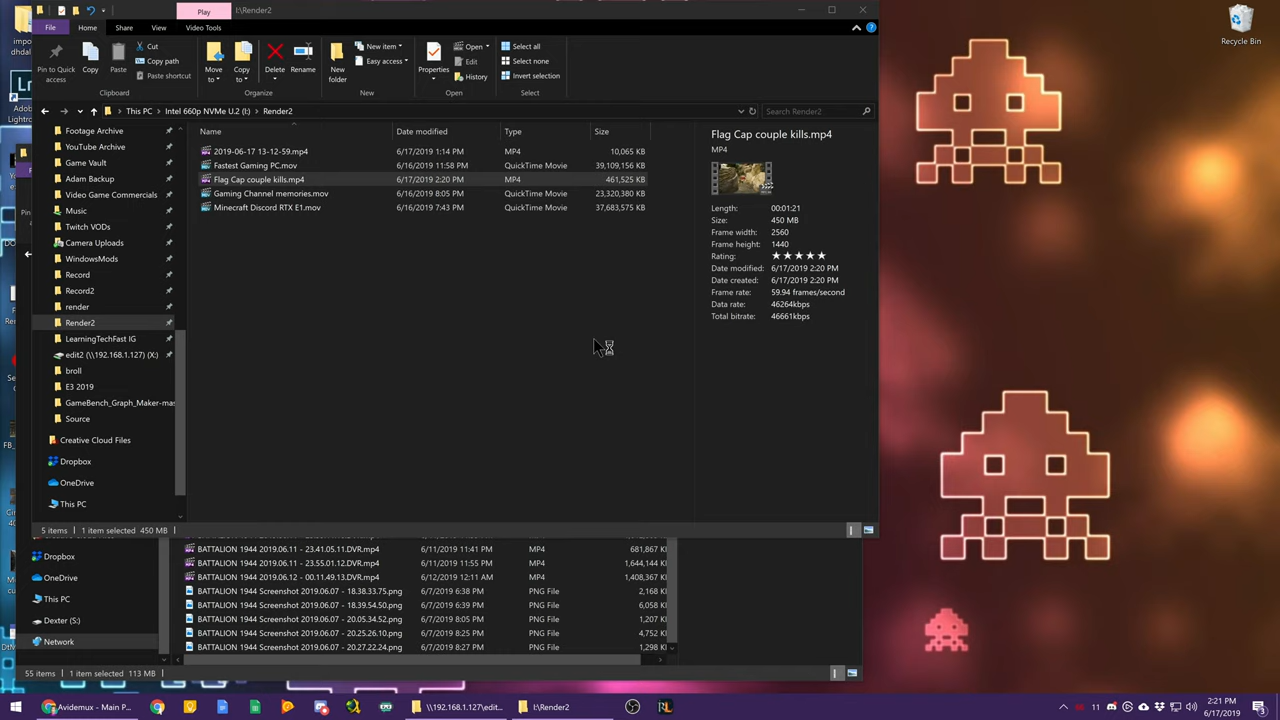 Play I:\Render2
File Home Share View Video Tools
Pin to Quick access
Copy
Paste
Cut
Copy path
Paste shortcut
Clipboard
Move to
Copy to
Delete
Rename
Organize
New folder
New item
Easy access
New
Properties
Open
Edit
History
Open
Select all
Select none
Invert selection
Select
This PC Intel 660p NVMe U.2 (I:) Render2
Search Render2
Footage Archive
YouTube Archive
Game Vault
Adam Backup
Video Game Commercials
Music
Twitch VODs
Camera Uploads
WindowsMods
Record
Record2
render
Render2
LearningTechFast IG
edit2 (\\192.168.1.127) (X:)
broll
E3 2019
GameBench_Graph_Maker-mas
Source
Creative Cloud Files
Dropbox
OneDrive
This PC
Name Date modified Type Size
2019-06-17 13-12-59.mp4 6/17/2019 1:14 PM MP4 10,065 KB
Fastest Gaming PC.mov 6/16/2019 11:58 PM QuickTime Movie 39,109,156 KB
Flag Cap couple kills.mp4 6/17/2019 2:20 PM MP4 461,525 KB
Gaming Channel memories.mov 6/16/2019 8:05 PM QuickTime Movie 23,320,380 KB
Minecraft Discord RTX E1.mov 6/16/2019 7:43 PM QuickTime Movie 37,683,575 KB
Flag Cap couple kills.mp4
MP4
Length: 00:01:21
Size: 450 MB
Frame width: 2560
Frame height: 1440
Rating: ★★★★★
Date modified: 6/17/2019 2:20 PM
Date created: 6/17/2019 2:20 PM
Frame rate: 59.94 frames/second
Data rate: 46264kbps
Total bitrate: 46661kbps
5 items 1 item selected 450 MB
Dropbox
OneDrive
This PC
Dexter (S:)
Network
BATTALION 1944 2019.06.11 - 23.41.05.11.DVR.mp4 6/11/2019 11:41 PM MP4 681,867 K
BATTALION 1944 2019.06.11 - 23.55.01.12.DVR.mp4 6/11/2019 11:55 PM MP4 1,644,144 K
BATTALION 1944 2019.06.12 - 00.11.49.13.DVR.mp4 6/12/2019 12:11 AM MP4 1,408,367 K
BATTALION 1944 Screenshot 2019.06.07 - 18.38.33.75.png 6/7/2019 6:38 PM PNG File 2,168 K
BATTALION 1944 Screenshot 2019.06.07 - 18.39.54.50.png 6/7/2019 6:39 PM PNG File 6,058 K
BATTALION 1944 Screenshot 2019.06.07 - 20.05.34.52.png 6/7/2019 8:05 PM PNG File 1,207 K
BATTALION 1944 Screenshot 2019.06.07 - 20.25.26.10.png 6/7/2019 8:25 PM PNG File 4,752 K
BATTALION 1944 Screenshot 2019.06.07 - 20.27.22.24.png 6/7/2019 8:27 PM PNG File 1,298 K
55 items 1 item selected 113 MB
Recycle Bin
Avidemux - Main P...
\\192.168.1.127\edit...
I:\Render2
11
2:21 PM
6/17/2019